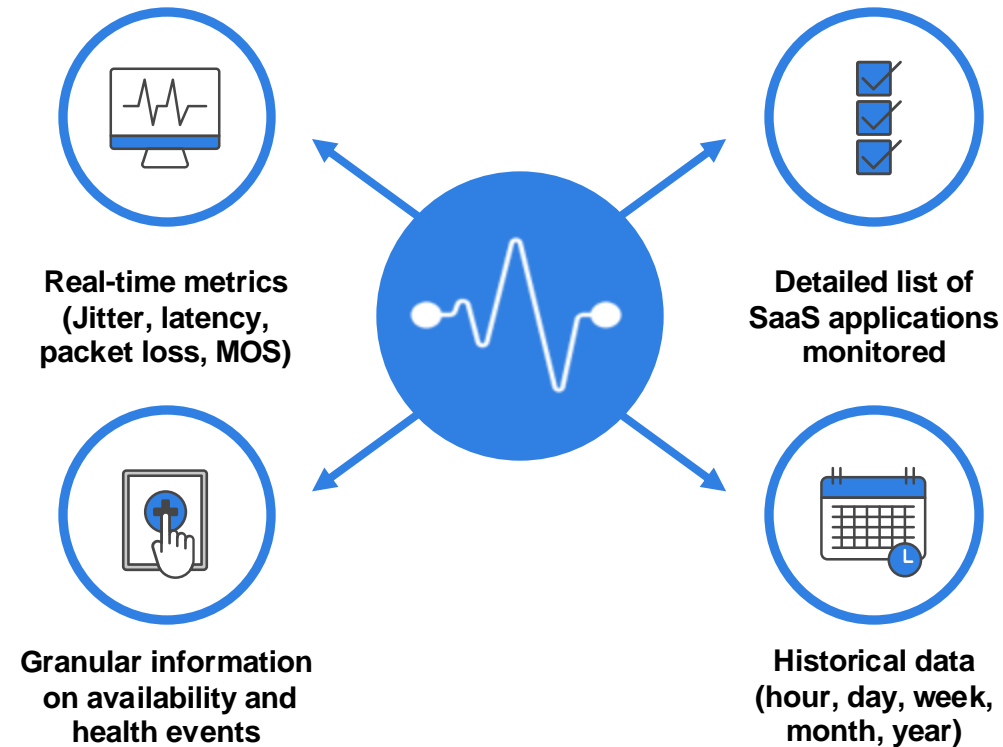 Real-time metrics
(Jitter, latency,
packet loss, MOS)
Detailed list of
SaaS applications
monitored
Granular information
on availability and
health events
Historical data
(hour, day, week,
month, year)